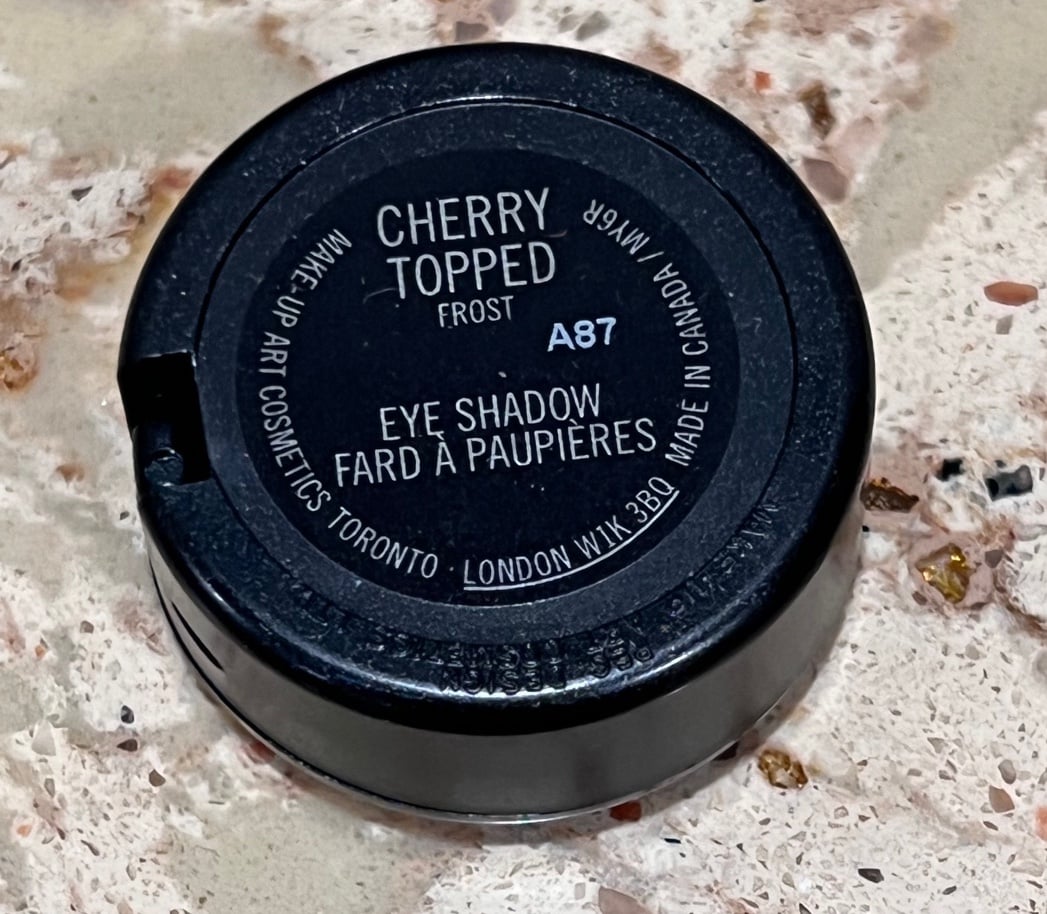 CHERRY
TOPPED
FROST
A87
EYE SHADOW
FARD À PAUPIÈRES
MAKE-UP ART COSMETICS TORONTO · LONDON W1K 3BQ MADE IN CANADA / MY6R